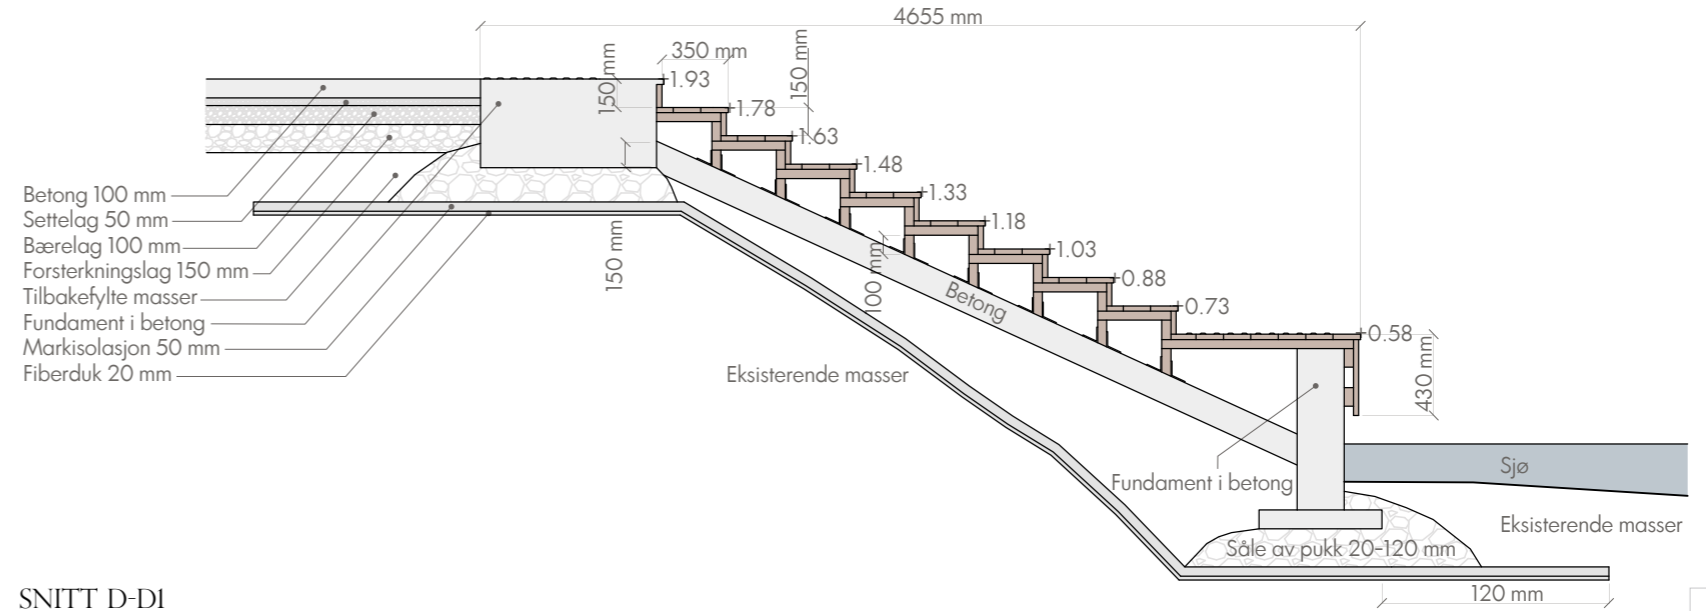 4655 mm
350 mm
150 mm
150 mm
+1.93
+1.78
+1.63
+1.48
+1.33
+1.18
+1.03
+0.88
+0.73
+0.58
Betong 100 mm
Settelag 50 mm
Bærelag 100 mm
Forsterkningslag 150 mm
Tilbakefylte masser
Fundament i betong
Markisolasjon 50 mm
Fiberduk 20 mm
150 mm
100 mm
Betong
430 mm
Eksisterende masser
Sjø
Fundament i betong
Eksisterende masser
Såle av pukk 20-120 mm
120 mm
SNITT D-D1